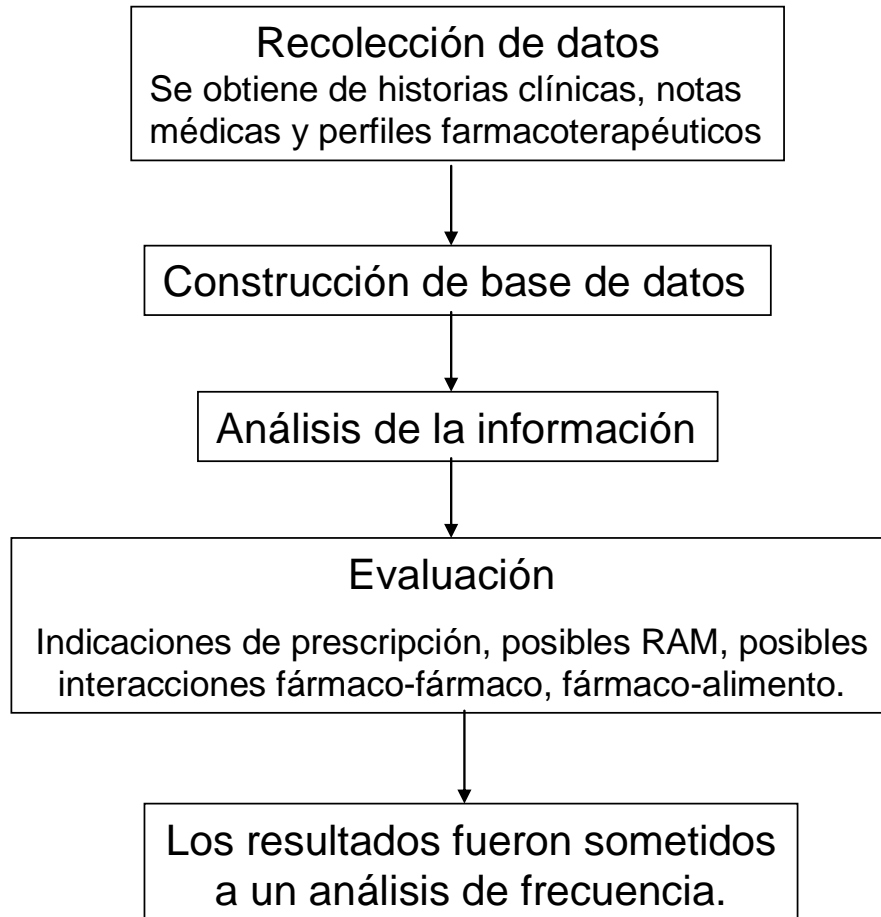 Recolección de datos
Se obtiene de historias clínicas, notas
médicas y perfiles farmacoterapéuticos
Construcción de base de datos
Análisis de la información
Evaluación
Indicaciones de prescripción, posibles RAM, posibles
interacciones fármaco-fármaco, fármaco-alimento.
Los resultados fueron sometidos
a un análisis de frecuencia.